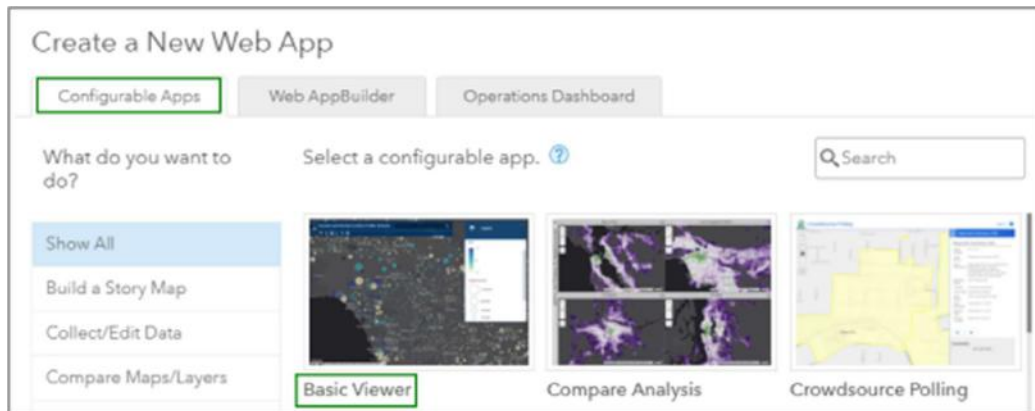 Create a New Web App
Configurable Apps
Web AppBuilder
Operations Dashboard
What do you want to
do?
Select a configurable app. ?
Search
Show All
Build a Story Map
Collect/Edit Data
Compare Maps/Layers
Basic Viewer
Compare Analysis
Crowdsource Polling